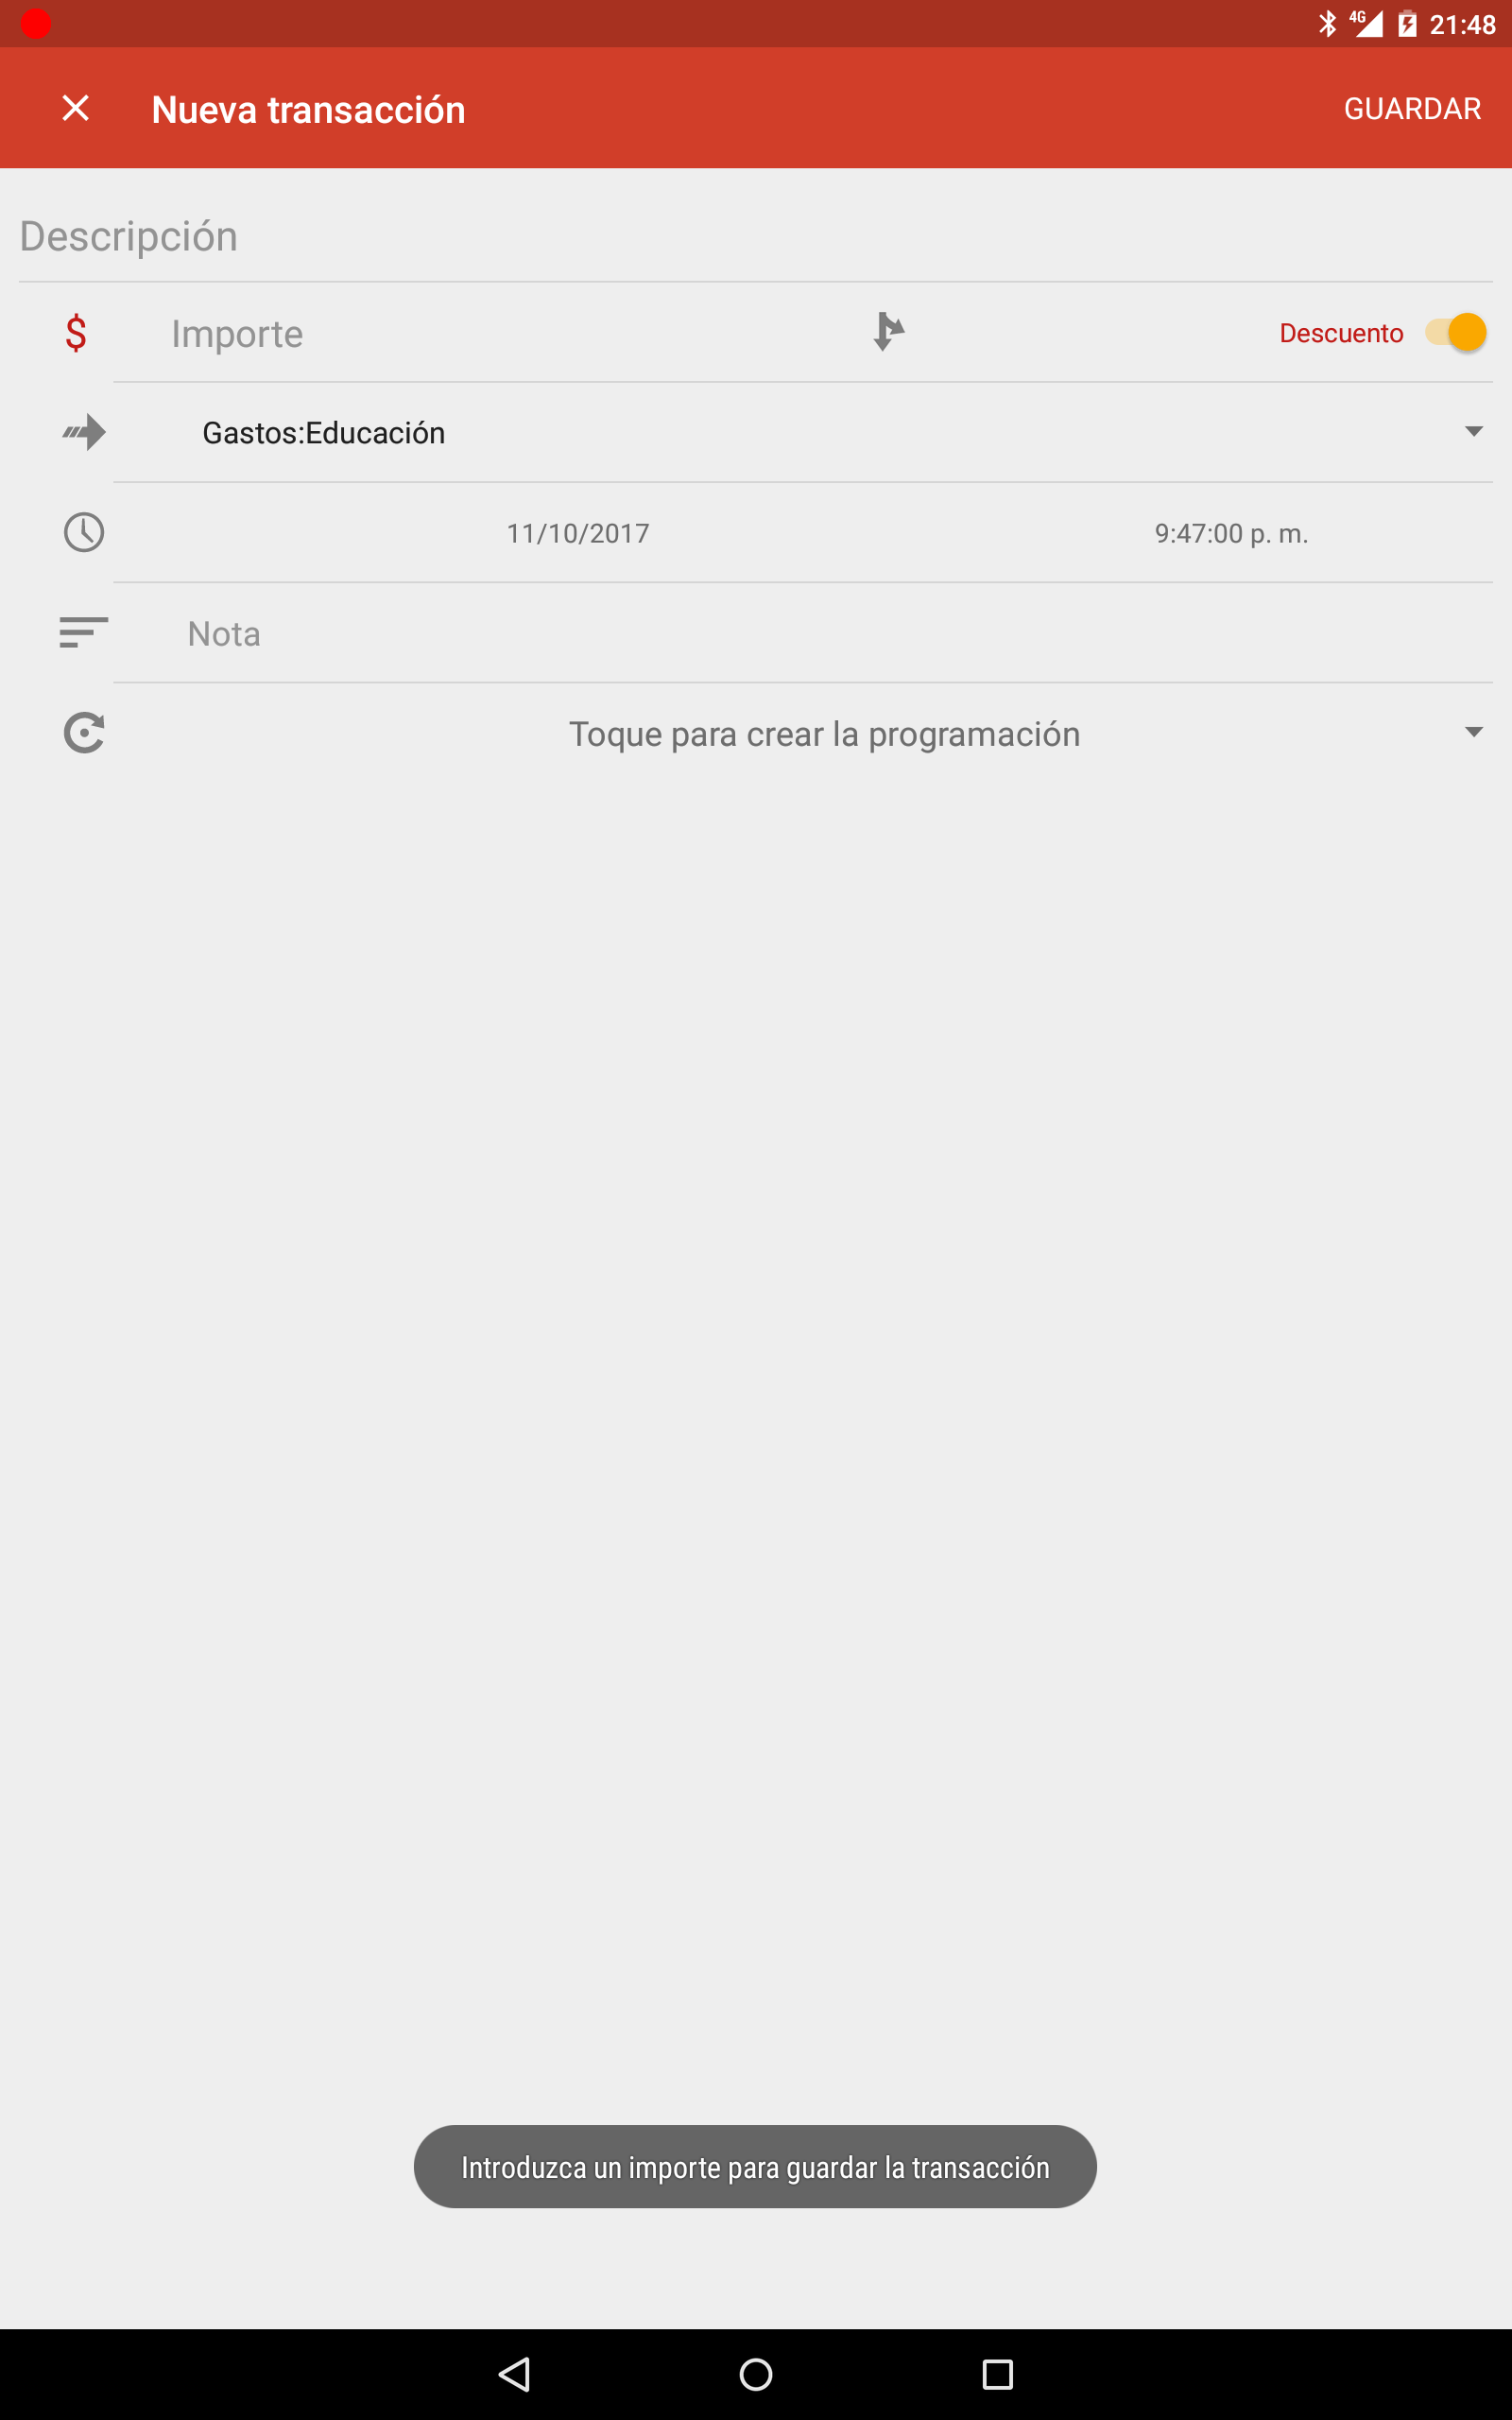 4G 21:48
Nueva transacción GUARDAR
Descripción
$ Importe Descuento
Gastos:Educación
11/10/2017 9:47:00 p. m.
Nota
Toque para crear la programación
Introduzca un importe para guardar la transacción